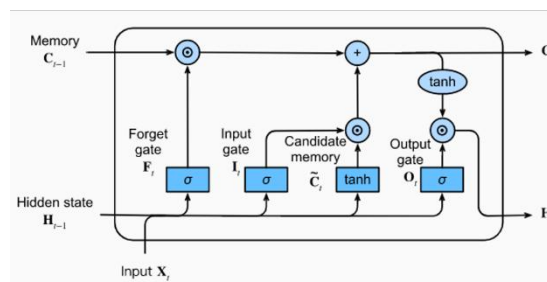 Memory
C_{t−1}
+
tanh
Forget
gate
F_t
Input
gate
I_t
Candidate
memory
C̃_t
Output
gate
O_t
σ
σ
tanh
σ
Hidden state
H_{t−1}
Input X_t